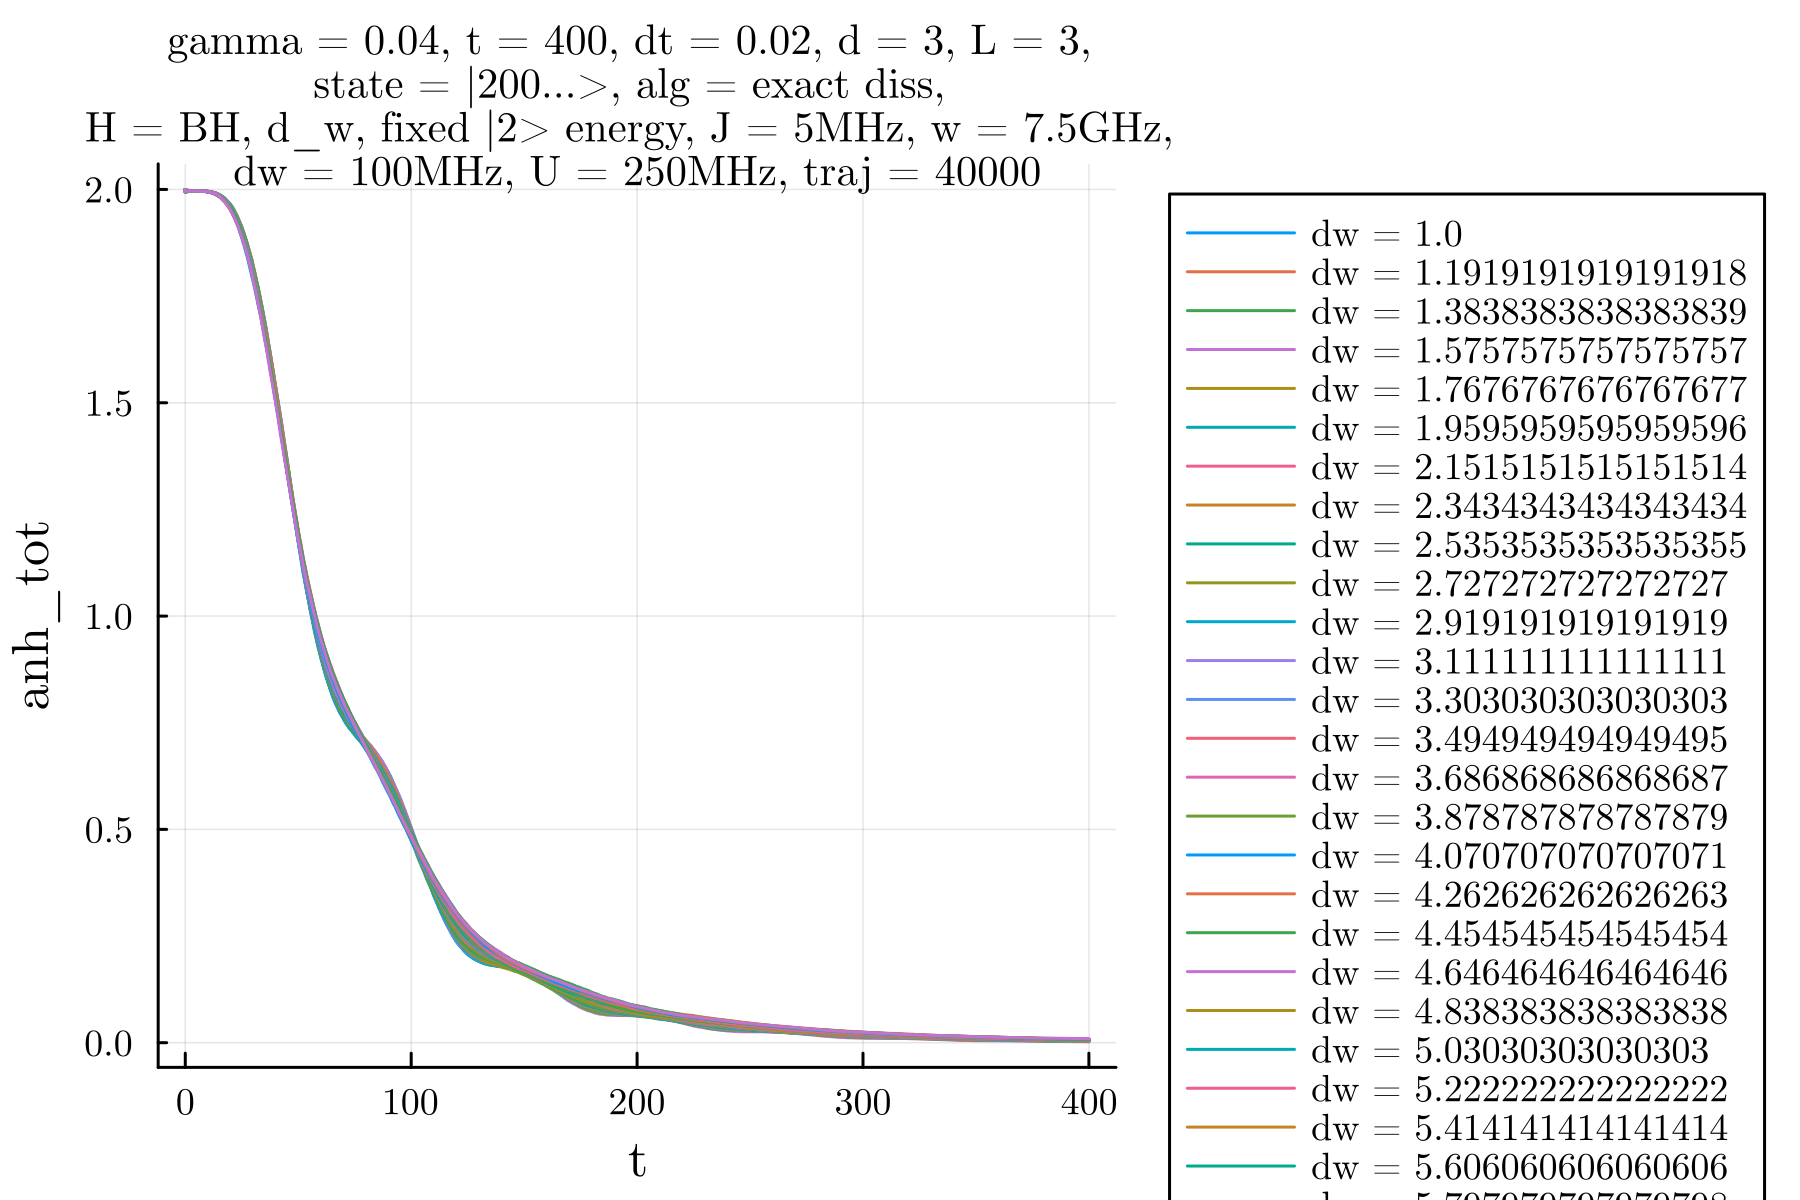 gamma = 0.04, t = 400, dt = 0.02, d = 3, L = 3,
state = |200...>, alg = exact diss,
H = BH, d_w, fixed |2> energy, J = 5MHz, w = 7.5GHz,
dw = 100MHz, U = 250MHz, traj = 40000
2.0
1.5
1.0
0.5
0.0
anh_tot
0 100 200 300 400
t
dw = 1.0
dw = 1.1919191919191918
dw = 1.3838383838383839
dw = 1.5757575757575757
dw = 1.7676767676767677
dw = 1.9595959595959596
dw = 2.1515151515151514
dw = 2.3434343434343434
dw = 2.5353535353535355
dw = 2.727272727272727
dw = 2.919191919191919
dw = 3.111111111111111
dw = 3.303030303030303
dw = 3.494949494949495
dw = 3.686868686868687
dw = 3.878787878787879
dw = 4.070707070707071
dw = 4.262626262626263
dw = 4.454545454545454
dw = 4.646464646464646
dw = 4.838383838383838
dw = 5.03030303030303
dw = 5.222222222222222
dw = 5.414141414141414
dw = 5.606060606060606